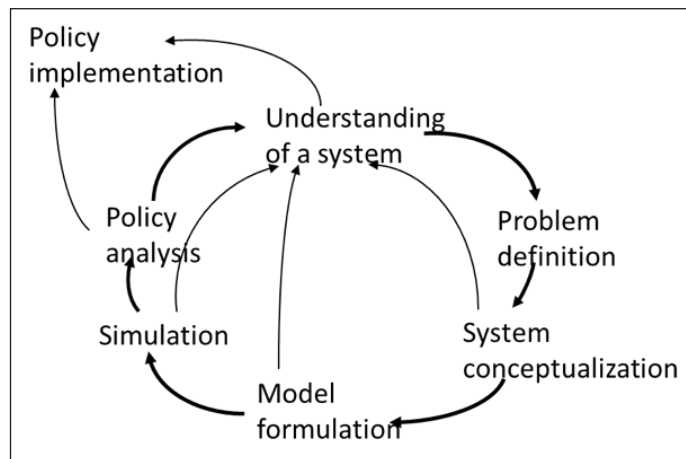 Policy
implementation
Understanding
of a system
Problem
definition
System
conceptualization
Model
formulation
Simulation
Policy
analysis